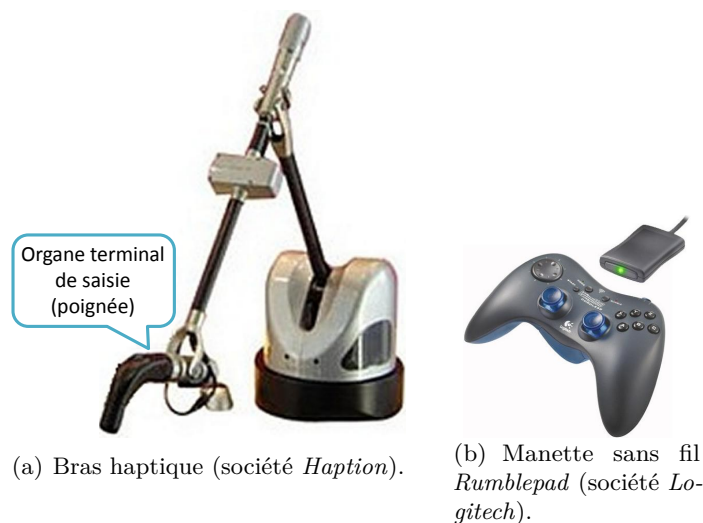 Organe terminal
de saisie
(poignée)
(a) Bras haptique (société Haption).
(b) Manette sans fil
Rumblepad (société Lo-
gitech).